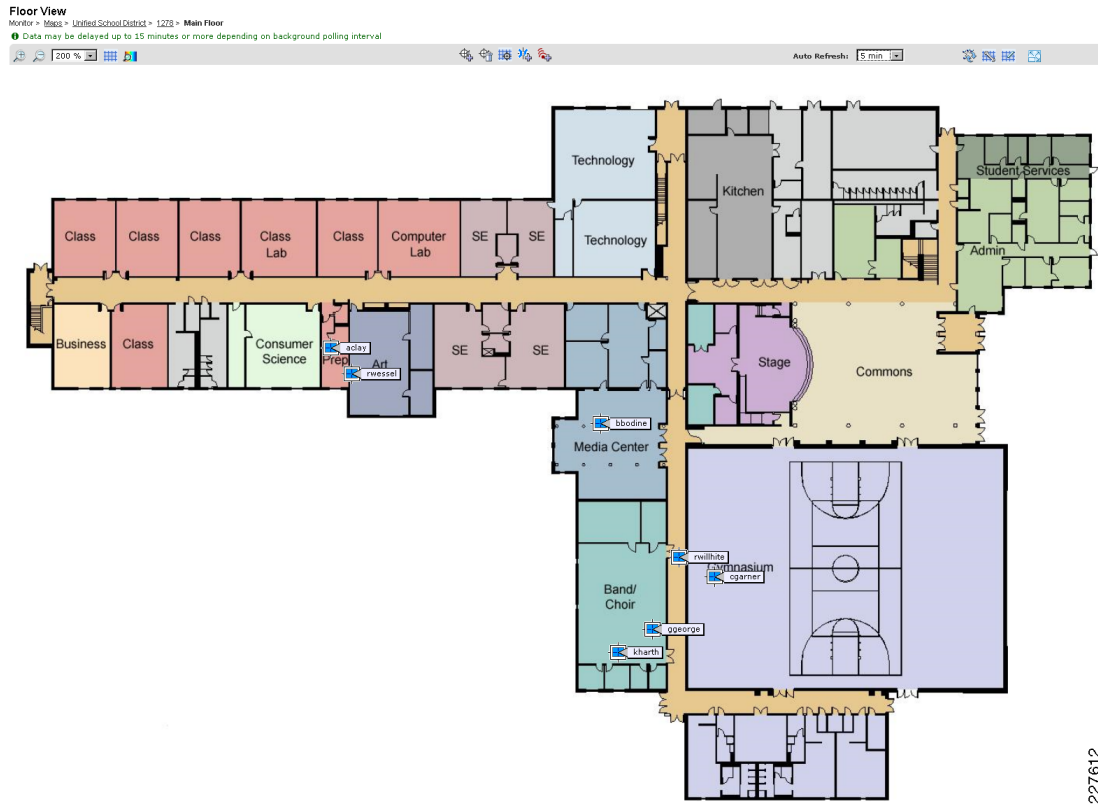 Floor View
Monitor > Maps > Unified School District > 1278 > Main Floor
Data may be delayed up to 15 minutes or more depending on background polling interval
200 %
Auto Refresh: 5 min
Technology
Kitchen
Student Services
Class
Class
Class
Class
Lab
Class
Computer
Lab
SE
SE
Technology
Admin
Business
Class
Consumer
Science
aclay
Prep
Art
rwessel
SE
SE
Stage
Commons
bbodine
Media Center
rwillhite
Gymnasium
cgarner
Band/
Choir
ggeorge
kharth
227612